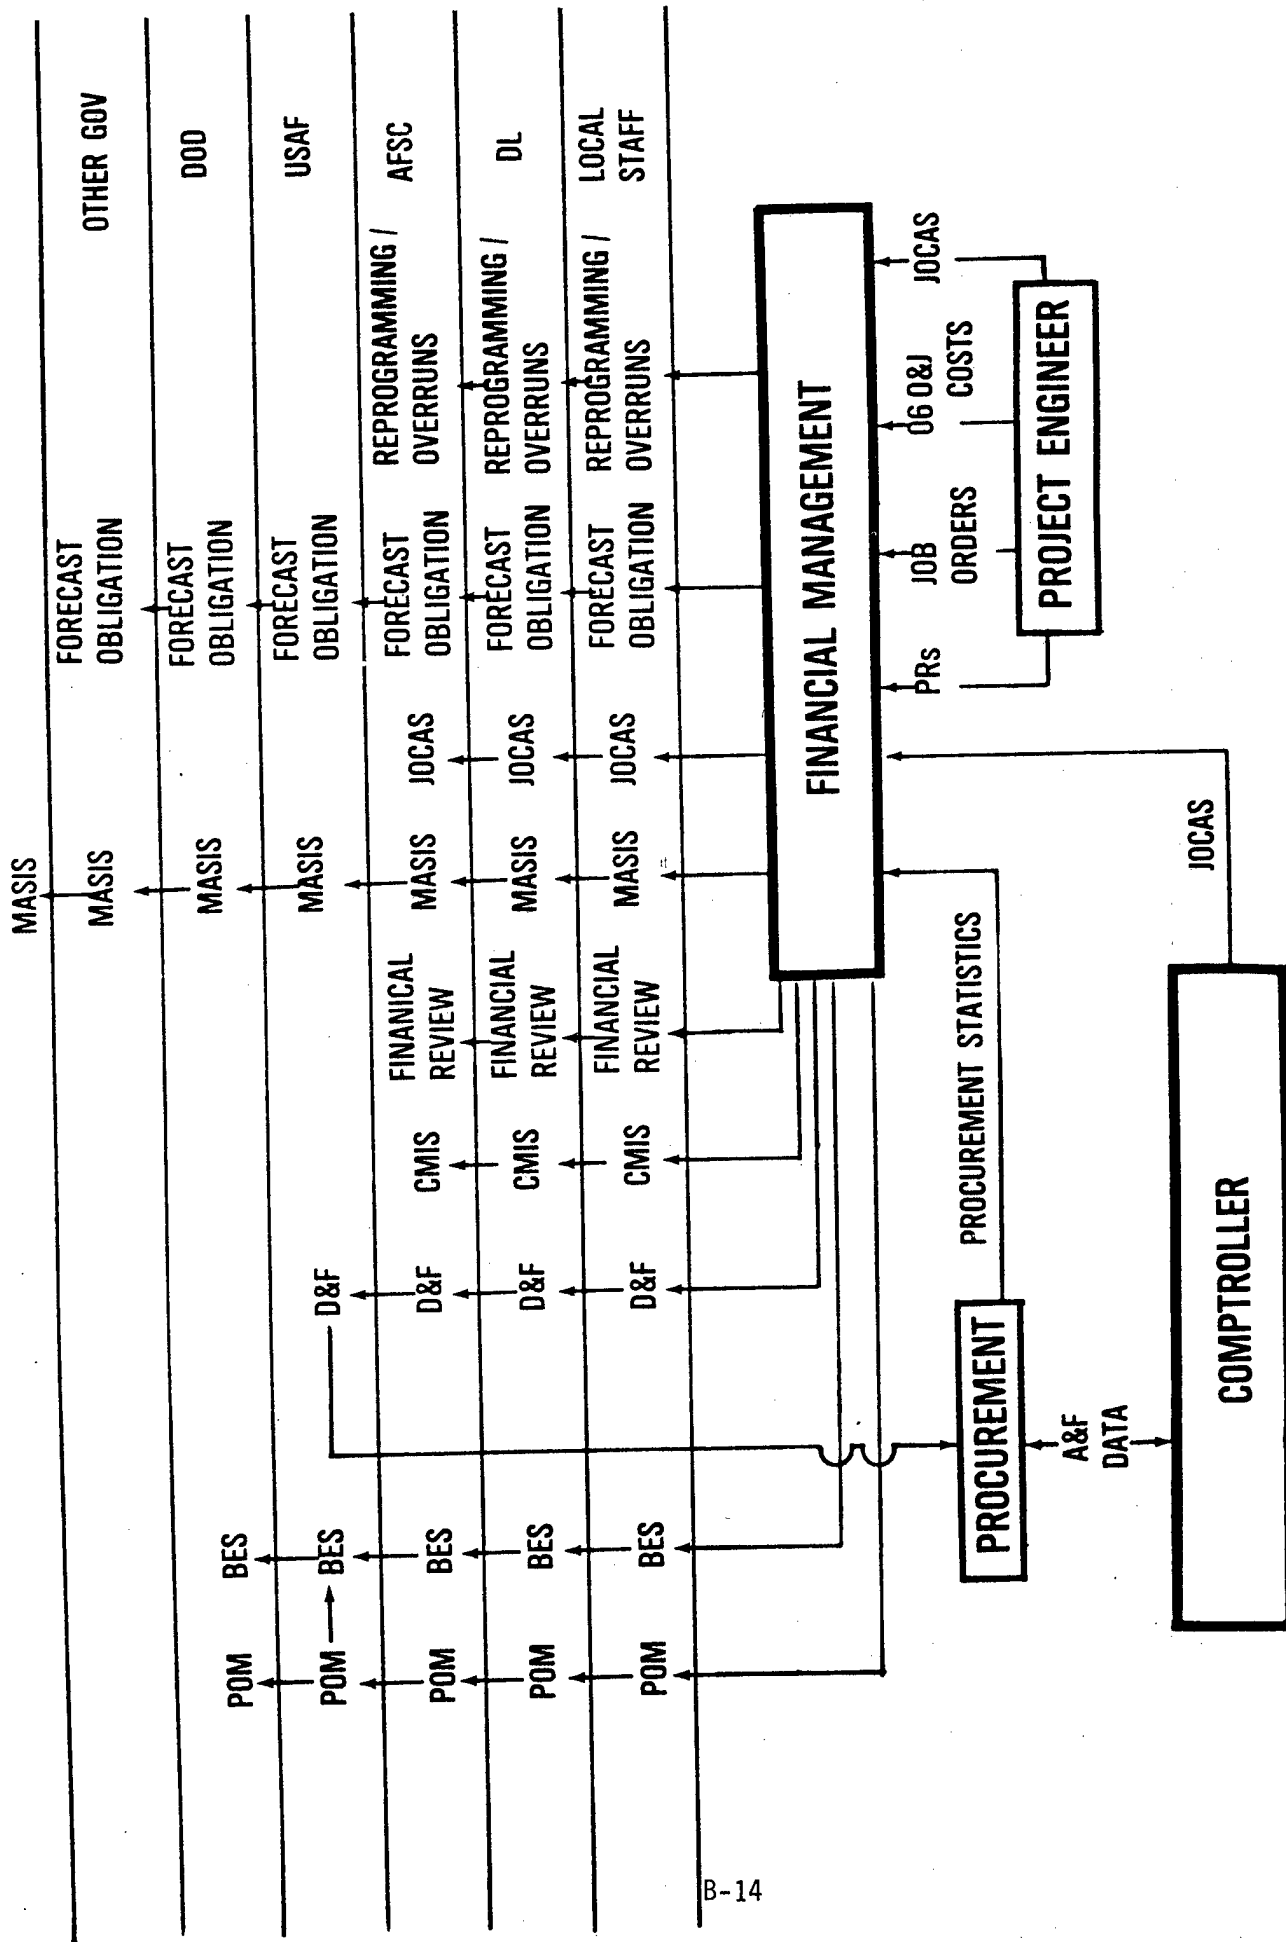 MASIS
MASIS
FORECAST
OBLIGATION
OTHER GOV
POM
BES
MASIS
FORECAST
OBLIGATION
DOD
POM
BES
D&F
MASIS
FORECAST
OBLIGATION
USAF
POM
BES
D&F
CMIS
FINANICAL
REVIEW
MASIS
JOCAS
FORECAST
OBLIGATION
REPROGRAMMING /
OVERRUNS
AFSC
POM
BES
D&F
CMIS
FINANCIAL
REVIEW
MASIS
JOCAS
FORECAST
OBLIGATION
REPROGRAMMING /
OVERRUNS
DL
POM
BES
D&F
CMIS
FINANCIAL
REVIEW
MASIS
JOCAS
FORECAST
OBLIGATION
REPROGRAMMING /
OVERRUNS
LOCAL
STAFF
FINANCIAL MANAGEMENT
PRs
JOB
ORDERS
06 O&J
COSTS
JOCAS
PROJECT ENGINEER
PROCUREMENT STATISTICS
PROCUREMENT
A&F
DATA
JOCAS
COMPTROLLER
B-14